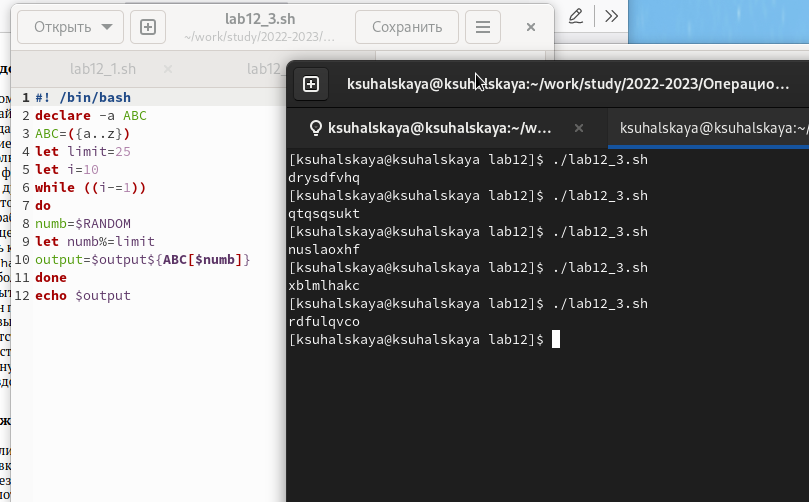 Открыть
lab12_3.sh
~/work/study/2022-2023/...
Сохранить
lab12_1.sh
lab12_
1 #! /bin/bash
2 declare -a ABC
3 ABC=({a..z})
4 let limit=25
5 let i=10
6 while ((i-=1))
7 do
8 numb=$RANDOM
9 let numb%=limit
10 output=$output${ABC[$numb]}
11 done
12 echo $output
ksuhalskaya@ksuhalskaya:~/work/study/2022-2023/Операцио...
ksuhalskaya@ksuhalskaya:~/w...
ksuhalskaya@ksuhalskaya:~/
[ksuhalskaya@ksuhalskaya lab12]$ ./lab12_3.sh
drysdfvhq
[ksuhalskaya@ksuhalskaya lab12]$ ./lab12_3.sh
qtqsqsukt
[ksuhalskaya@ksuhalskaya lab12]$ ./lab12_3.sh
nuslaoxhf
[ksuhalskaya@ksuhalskaya lab12]$ ./lab12_3.sh
xblmlhakc
[ksuhalskaya@ksuhalskaya lab12]$ ./lab12_3.sh
rdfulqvco
[ksuhalskaya@ksuhalskaya lab12]$